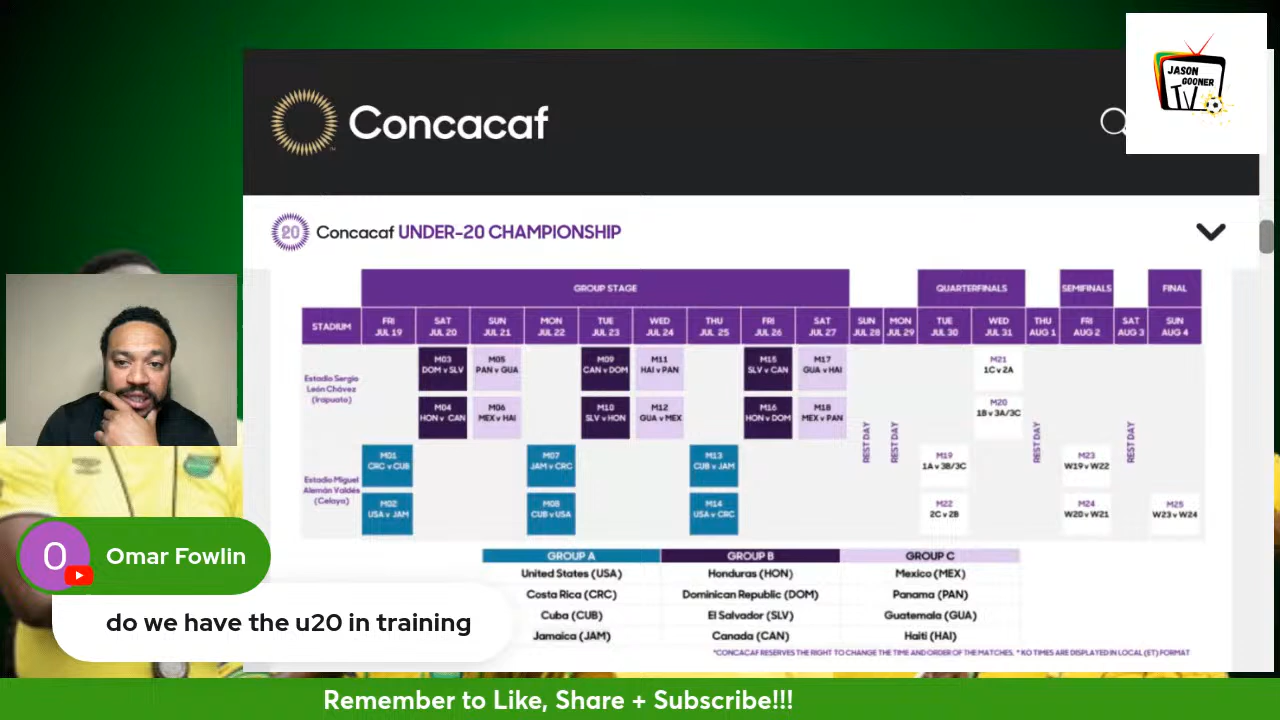 JASON
GOONER
TV
Concacaf
20
Concacaf UNDER-20 CHAMPIONSHIP
GROUP STAGE
QUARTERFINALS
SEMIFINALS
FINAL
STADIUM
FRI
JUL 19
SAT
JUL 20
SUN
JUL 21
MON
JUL 22
TUE
JUL 23
WED
JUL 24
THU
JUL 25
FRI
JUL 26
SAT
JUL 27
SUN
JUL 28
MON
JUL 29
TUE
JUL 30
WED
JUL 31
THU
AUG 1
FRI
AUG 2
SAT
AUG 3
SUN
AUG 4
Estadio Sergio
León Chávez
(Irapuato)
M03
DOM v SLV
M05
PAN v GUA
M09
CAN v DOM
M11
HAI v PAN
M15
SLV v CAN
M17
GUA v HAI
M21
1C v 2A
M04
HON v CAN
M06
MEX v HAI
M10
SLV v HON
M12
GUA v MEX
M16
HON v DOM
M18
MEX v PAN
M20
1B v 3A/3C
REST DAY
REST DAY
REST DAY
REST DAY
Estadio Miguel
Alemán Valdés
(Celaya)
M01
CRC v CUB
M07
JAM v CRC
M13
CUB v JAM
M19
1A v 3B/3C
M23
W19 v W22
M02
USA v JAM
M08
CUB v USA
M14
USA v CRC
M22
2C v 2B
M24
W20 v W21
M25
W23 v W24
GROUP A
GROUP B
GROUP C
United States (USA)
Honduras (HON)
Mexico (MEX)
Costa Rica (CRC)
Dominican Republic (DOM)
Panama (PAN)
Cuba (CUB)
El Salvador (SLV)
Guatemala (GUA)
Jamaica (JAM)
Canada (CAN)
Haiti (HAI)
*CONCACAF RESERVES THE RIGHT TO CHANGE THE TIME AND ORDER OF THE MATCHES. * KO TIMES ARE DISPLAYED IN LOCAL (ET) FORMAT
O
Omar Fowlin
do we have the u20 in training
Remember to Like, Share + Subscribe!!!